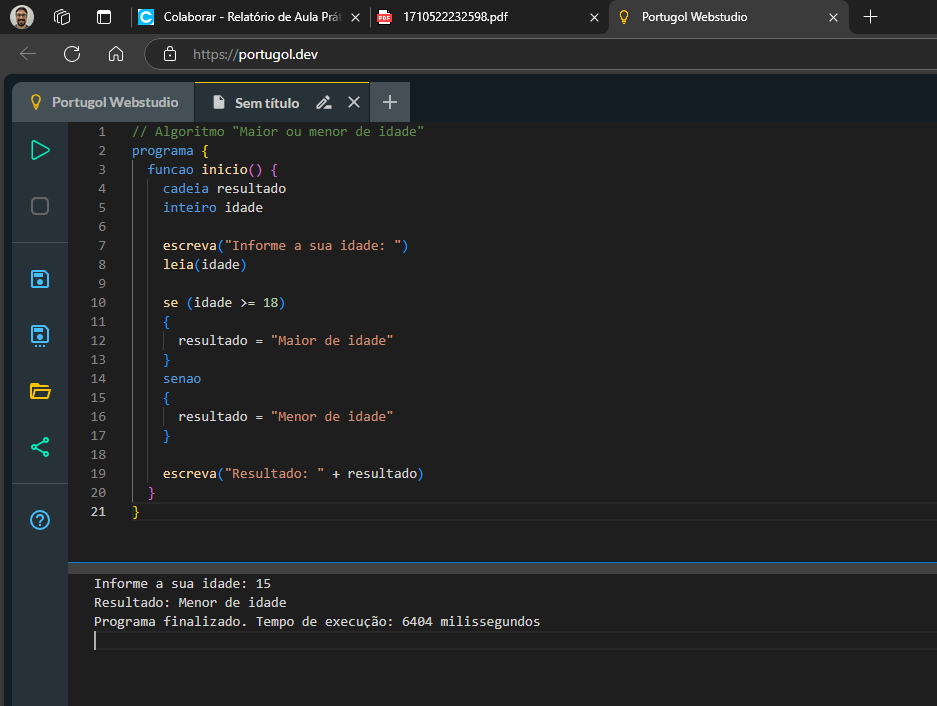 Colaborar - Relatório de Aula Prát
1710522232598.pdf
Portugol Webstudio
https://portugol.dev
Portugol Webstudio
Sem título
1 // Algoritmo "Maior ou menor de idade"
2 programa {
3 funcao inicio() {
4 cadeia resultado
5 inteiro idade
6
7 escreva("Informe a sua idade: ")
8 leia(idade)
9
10 se (idade >= 18)
11 {
12 resultado = "Maior de idade"
13 }
14 senao
15 {
16 resultado = "Menor de idade"
17 }
18
19 escreva("Resultado: " + resultado)
20 }
21 }
Informe a sua idade: 15
Resultado: Menor de idade
Programa finalizado. Tempo de execução: 6404 milissegundos